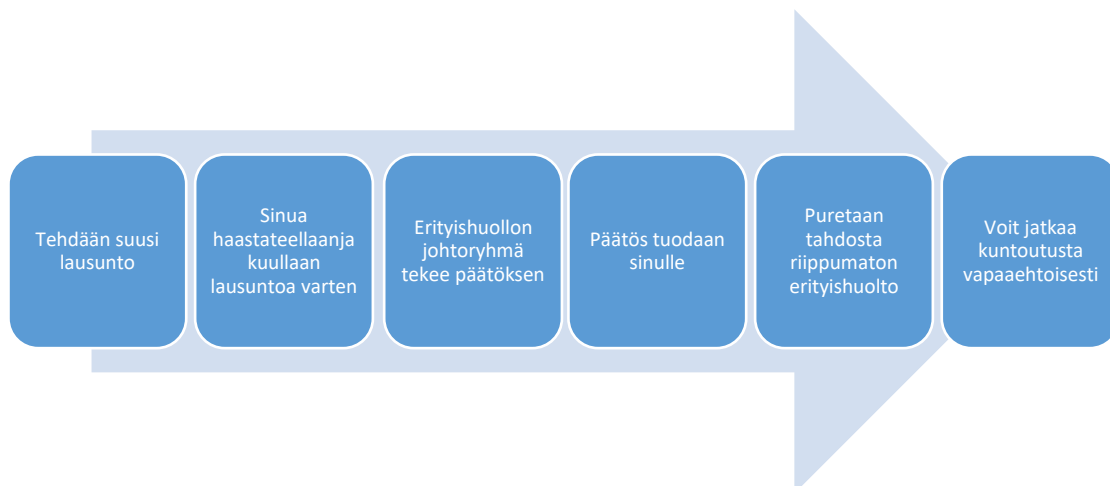 Tehdään suusi
lausunto
Sinua
haastateellaanja
kuullaan
lausuntoa varten
Erityishuollon
johtoryhmä
tekee päätöksen
Päätös tuodaan
sinulle
Puretaan
tahdosta
riippumaton
erityishuolto
Voit jatkaa
kuntoutusta
vapaaehtoisesti